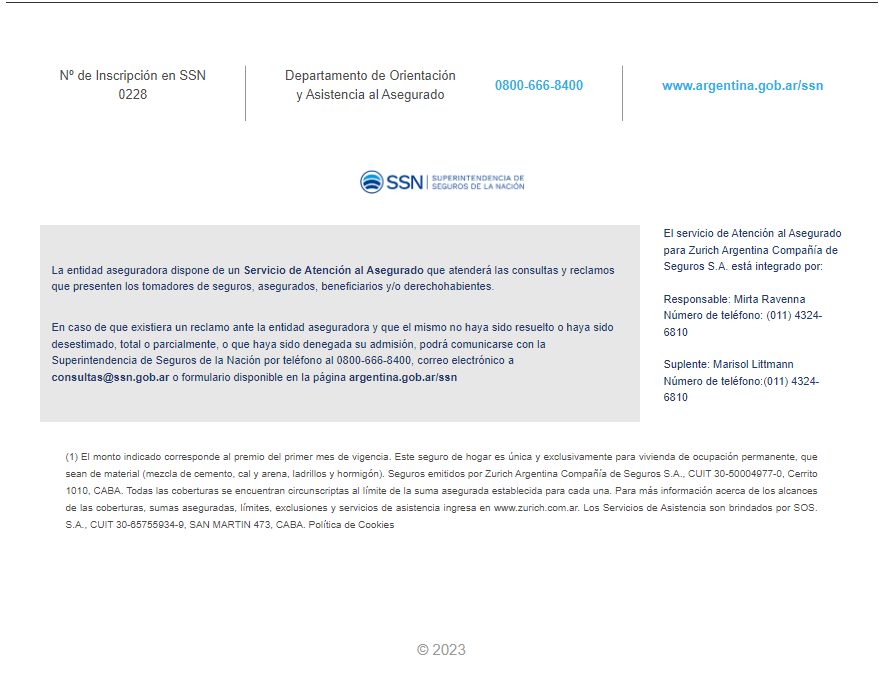 Nº de Inscripción en SSN
0228
Departamento de Orientación
y Asistencia al Asegurado
0800-666-8400
www.argentina.gob.ar/ssn
SSN
SUPERINTENDENCIA DE
SEGUROS DE LA NACIÓN
La entidad aseguradora dispone de un Servicio de Atención al Asegurado que atenderá las consultas y reclamos
que presenten los tomadores de seguros, asegurados, beneficiarios y/o derechohabientes.
En caso de que existiera un reclamo ante la entidad aseguradora y que el mismo no haya sido resuelto o haya sido
desestimado, total o parcialmente, o que haya sido denegada su admisión, podrá comunicarse con la
Superintendencia de Seguros de la Nación por teléfono al 0800-666-8400, correo electrónico a
consultas@ssn.gob.ar o formulario disponible en la página argentina.gob.ar/ssn
El servicio de Atención al Asegurado
para Zurich Argentina Compañía de
Seguros S.A. está integrado por:
Responsable: Mirta Ravenna
Número de teléfono: (011) 4324-
6810
Suplente: Marisol Littmann
Número de teléfono:(011) 4324-
6810
(1) El monto indicado corresponde al premio del primer mes de vigencia. Este seguro de hogar es única y exclusivamente para vivienda de ocupación permanente, que
sean de material (mezcla de cemento, cal y arena, ladrillos y hormigón). Seguros emitidos por Zurich Argentina Compañía de Seguros S.A., CUIT 30-50004977-0, Cerrito
1010, CABA. Todas las coberturas se encuentran circunscriptas al límite de la suma asegurada establecida para cada una. Para más información acerca de los alcances
de las coberturas, sumas aseguradas, límites, exclusiones y servicios de asistencia ingresa en www.zurich.com.ar. Los Servicios de Asistencia son brindados por SOS.
S.A., CUIT 30-65755934-9, SAN MARTIN 473, CABA. Política de Cookies
© 2023